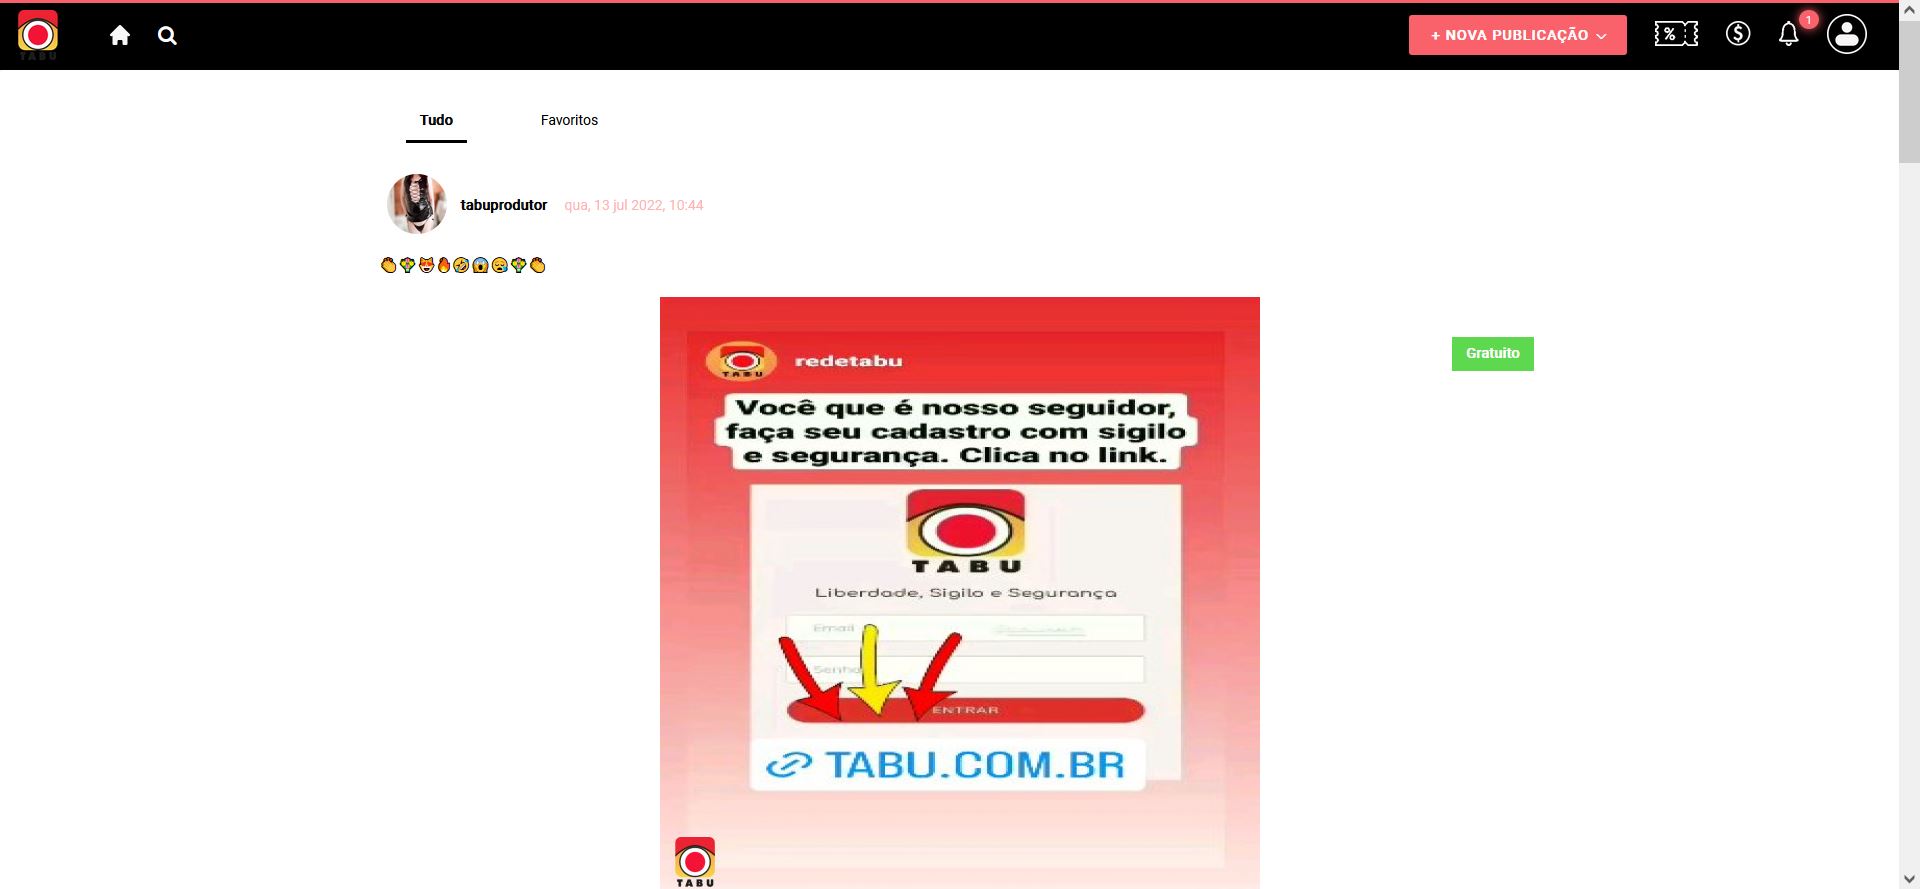 TABU
+ NOVA PUBLICAÇÃO
1
Tudo
Favoritos
tabuprodutor
qua, 13 jul 2022, 10:44
Gratuito
TABU
redetabu
Você que é nosso seguidor,
faça seu cadastro com sigilo
e segurança. Clica no link.
TABU
Liberdade, Sigilo e Segurança
Email
Senha
ENTRAR
TABU.COM.BR
TABU